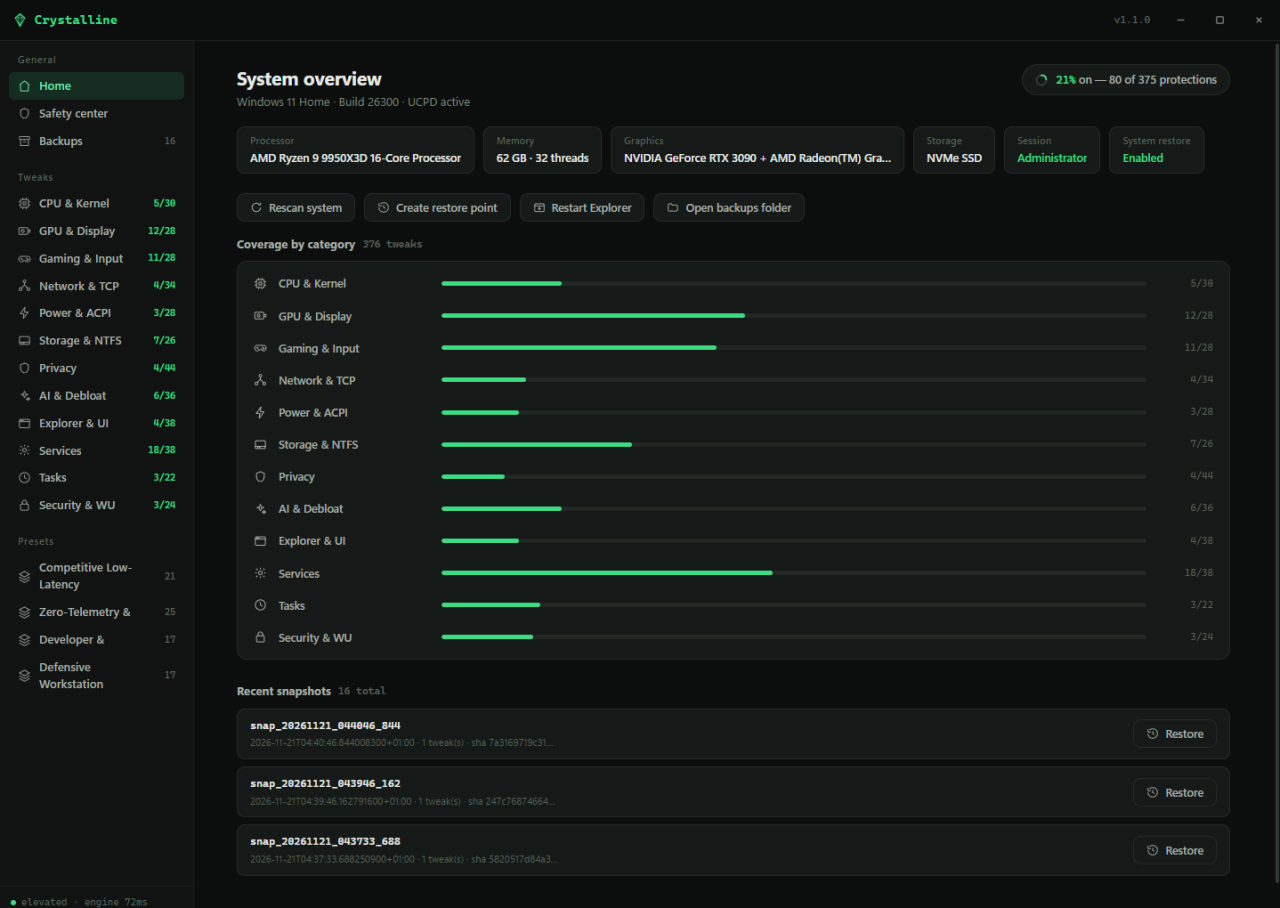 Crystalline
v1.1.0
General
Home
Safety center
Backups 16
Tweaks
CPU & Kernel 5/30
GPU & Display 12/28
Gaming & Input 11/28
Network & TCP 4/34
Power & ACPI 3/28
Storage & NTFS 7/26
Privacy 4/44
AI & Debloat 6/36
Explorer & UI 4/38
Services 18/38
Tasks 3/22
Security & WU 3/24
Presets
Competitive Low-
Latency 21
Zero-Telemetry & 25
Developer & 17
Defensive
Workstation 17
elevated · engine 72ms
System overview
Windows 11 Home · Build 26300 · UCPD active
21% on — 80 of 375 protections
Processor
AMD Ryzen 9 9950X3D 16-Core Processor
Memory
62 GB · 32 threads
Graphics
NVIDIA GeForce RTX 3090 + AMD Radeon(TM) Gra...
Storage
NVMe SSD
Session
Administrator
System restore
Enabled
Rescan system
Create restore point
Restart Explorer
Open backups folder
Coverage by category 376 tweaks
CPU & Kernel 5/30
GPU & Display 12/28
Gaming & Input 11/28
Network & TCP 4/34
Power & ACPI 3/28
Storage & NTFS 7/26
Privacy 4/44
AI & Debloat 6/36
Explorer & UI 4/38
Services 18/38
Tasks 3/22
Security & WU 3/24
Recent snapshots 16 total
snap_20261121_044046_844
2026-11-21T04:40:46.844008300+01:00 · 1 tweak(s) · sha 7a3169719c31...
Restore
snap_20261121_043946_162
2026-11-21T04:39:46.162791600+01:00 · 1 tweak(s) · sha 247c76874664...
Restore
snap_20261121_043733_688
2026-11-21T04:37:33.688250900+01:00 · 1 tweak(s) · sha 5820517d84a3...
Restore